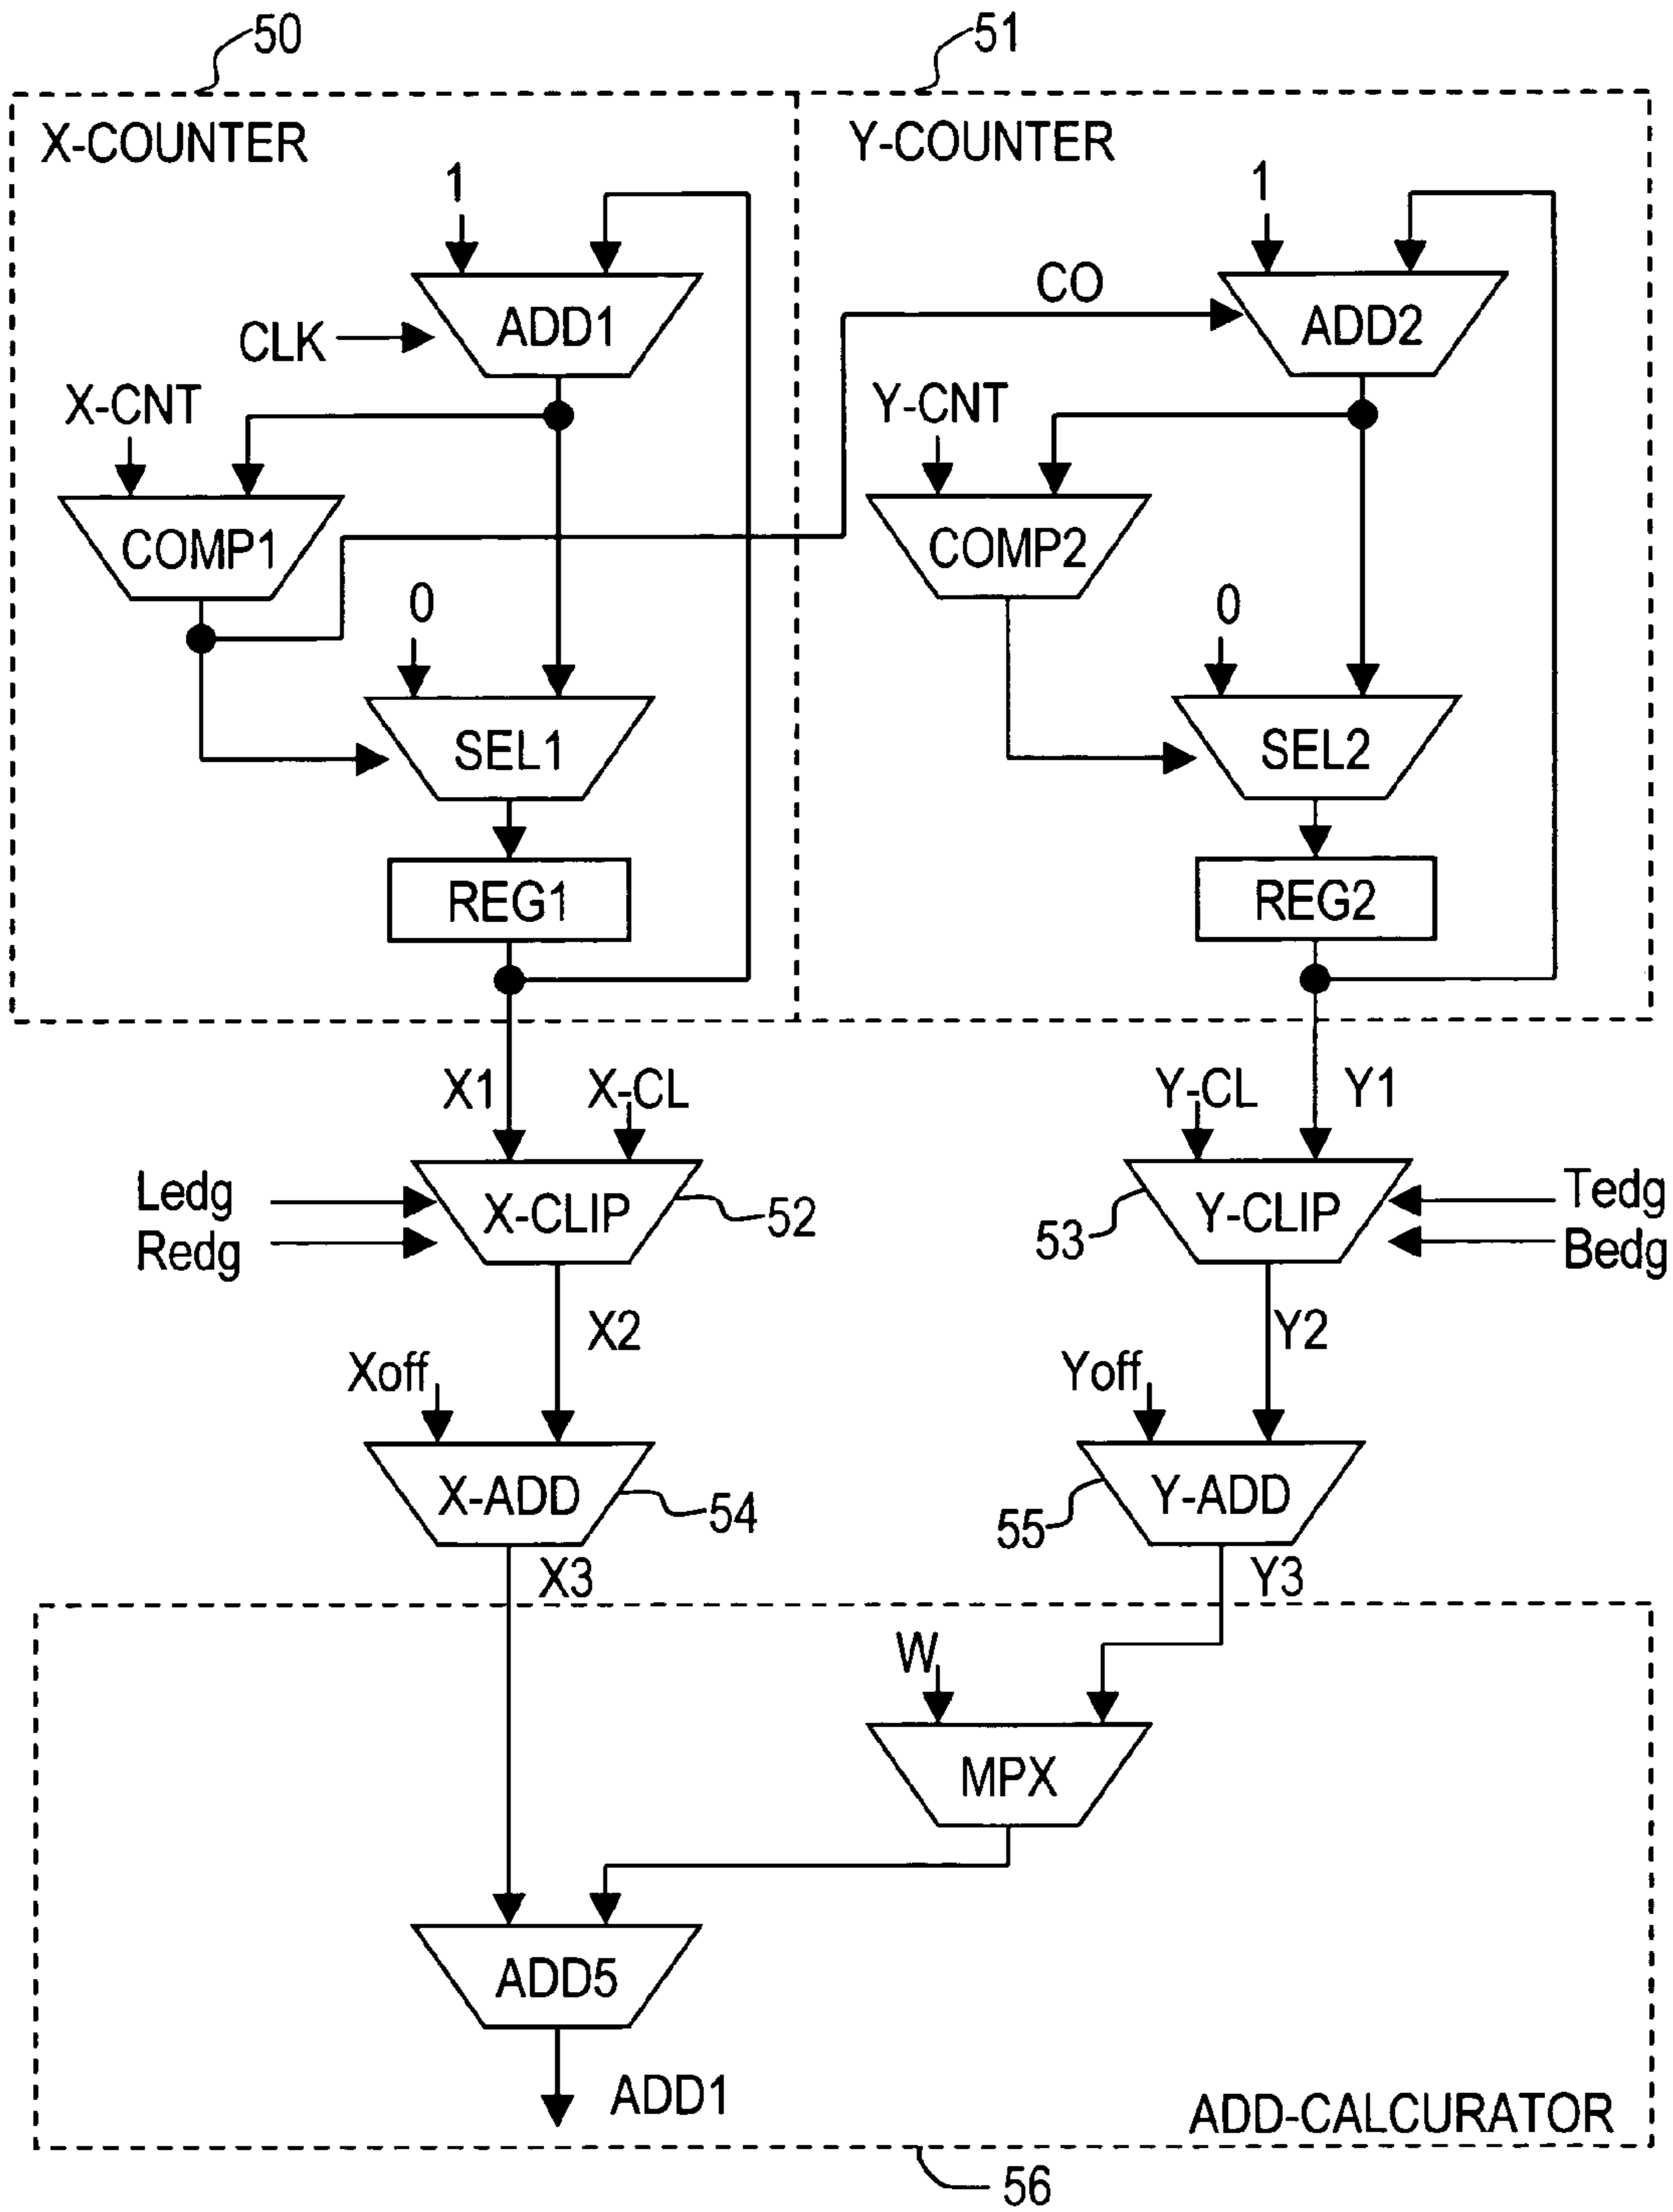 50
51
X-COUNTER
Y-COUNTER
1
1
ADD1
CO
ADD2
CLK
X-CNT
Y-CNT
COMP1
COMP2
0
0
SEL1
SEL2
REG1
REG2
X1
X-CL
Y-CL
Y1
Ledg
Redg
X-CLIP
52
53
Y-CLIP
Tedg
Bedg
X2
Y2
Xoff
Yoff
X-ADD
54
55
Y-ADD
X3
Y3
W
MPX
ADD5
ADD1
ADD-CALCURATOR
56